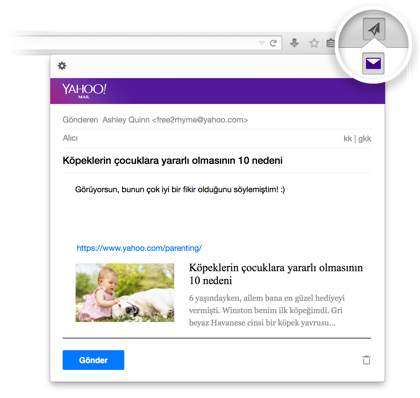 YAHOO!
MAIL
Gönderen Ashley Quinn <free2rhyme@yahoo.com>
Alıcı kk | gkk
Köpeklerin çocuklara yararlı olmasının 10 nedeni
Görüyorsun, bunun çok iyi bir fikir olduğunu söylemiştim! :)
https://www.yahoo.com/parenting/
Köpeklerin çocuklara yararlı olmasının
10 nedeni
6 yaşındayken, ailem bana en güzel hediyeyi
vermişti. Winston benim ilk köpeğimdi. Gri
beyaz Havanese cinsi bir köpek yavrusu...
Gönder